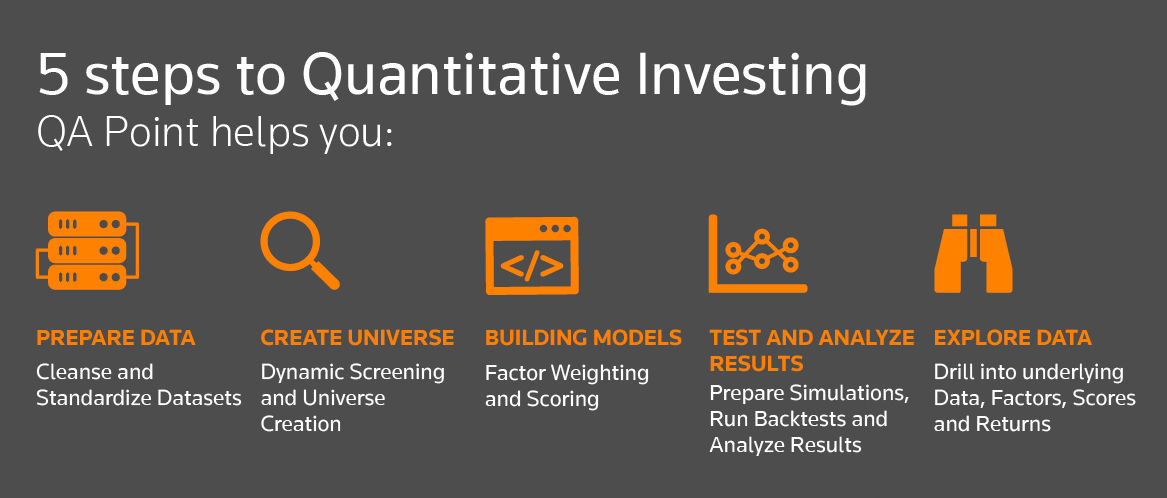 5 steps to Quantitative Investing
QA Point helps you:
PREPARE DATA
Cleanse and
Standardize Datasets
CREATE UNIVERSE
Dynamic Screening
and Universe
Creation
</>
BUILDING MODELS
Factor Weighting
and Scoring
TEST AND ANALYZE
RESULTS
Prepare Simulations,
Run Backtests and
Analyze Results
EXPLORE DATA
Drill into underlying
Data, Factors, Scores
and Returns